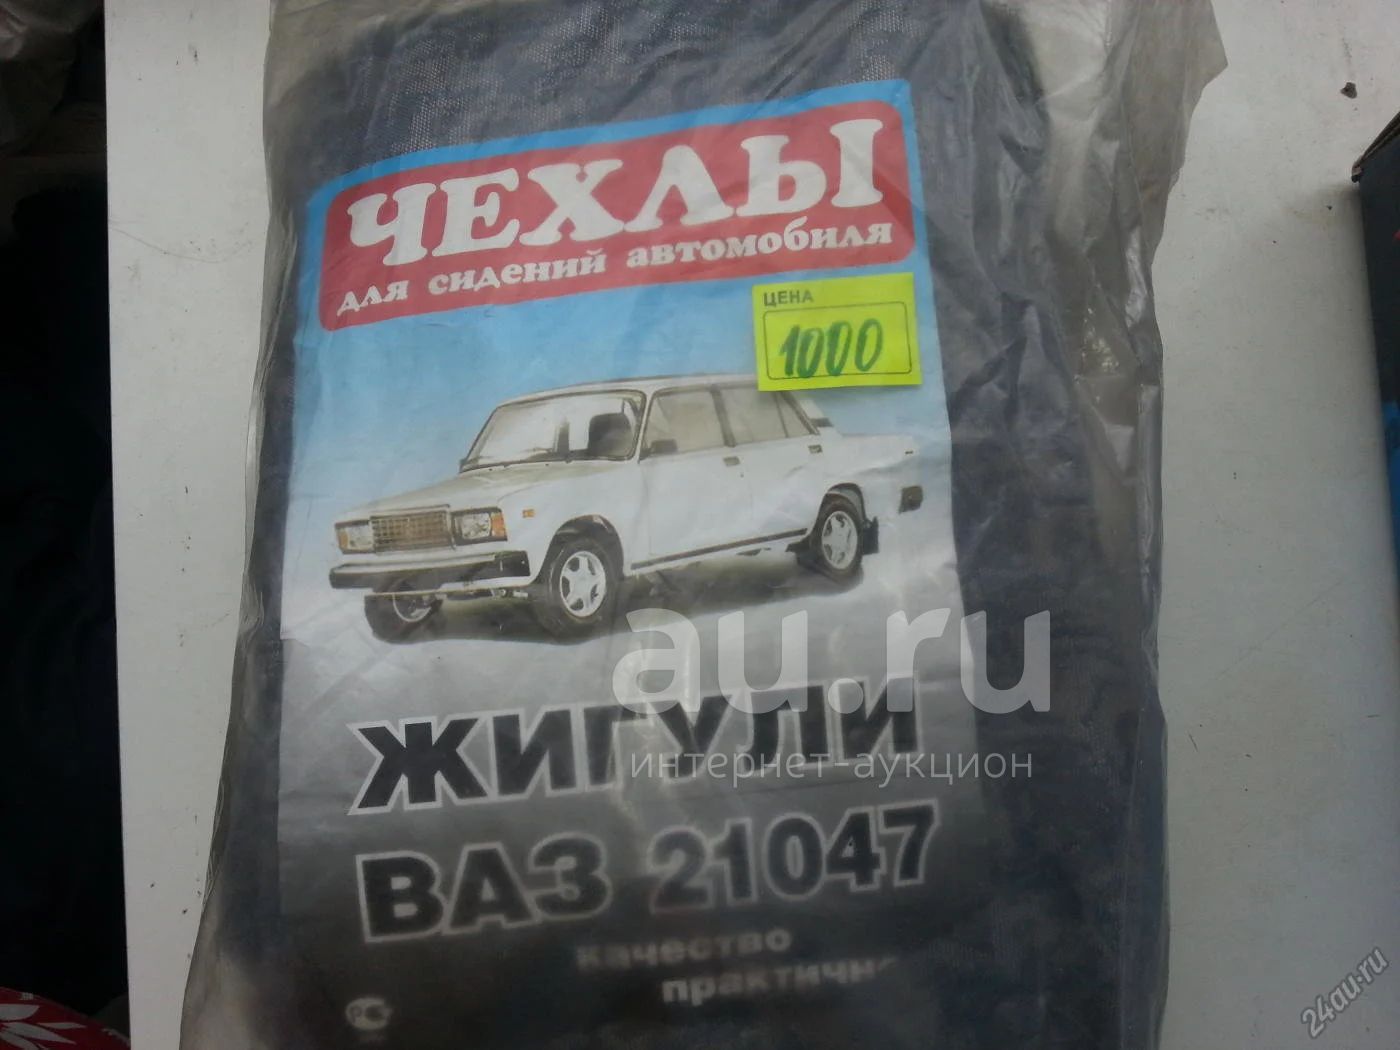 ЧЕХЛЫ
для сидений автомобиля
ЦЕНА
1000
au.ru
интернет-аукцион
ЖИГУЛИ
ВАЗ 21047
качество
24au.ru